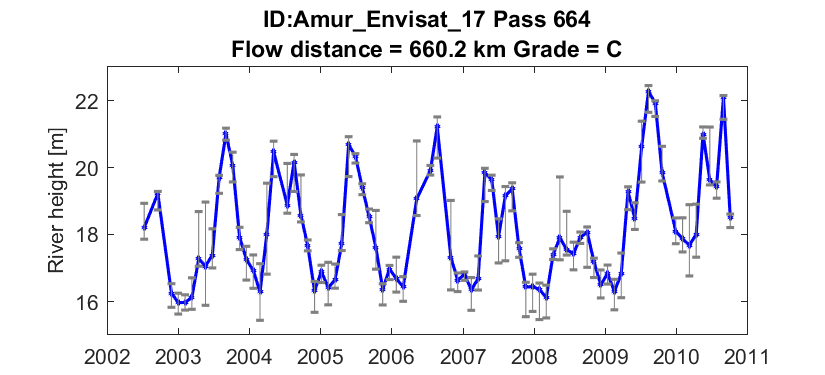 ID:Amur_Envisat_17 Pass 664
Flow distance = 660.2 km Grade = C
River height [m]
22
20
18
16
2002 2003 2004 2005 2006 2007 2008 2009 2010 2011